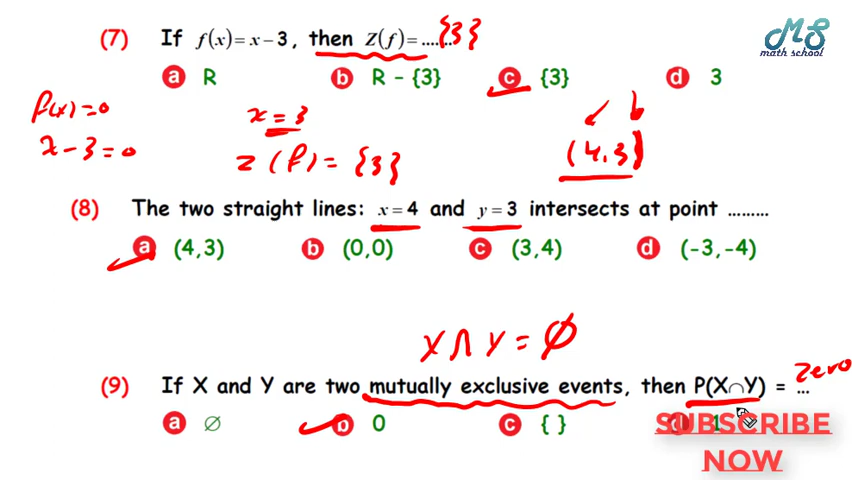 MS
math school
(7) If f(x)=x−3, then Z(f)=........ {3}
a R b R − {3} c {3} d 3
f(x)=0 x = 3
x − 3 = 0 z (f) = {3} (4,3)
(8) The two straight lines: x=4 and y=3 intersects at point .........
a (4,3) b (0,0) c (3,4) d (-3,-4)
X ∩ Y = ∅
(9) If X and Y are two mutually exclusive events, then P(X∩Y) = ... Zero
a ∅ b 0 c { } d 1
SUBSCRIBE
NOW